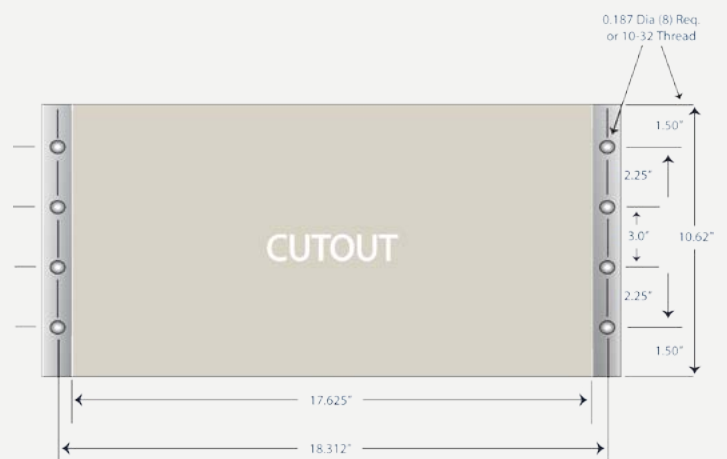 0.187 Dia (8) Req.
or 10-32 Thread
1.50"
2.25"
CUTOUT
3.0"
10.62"
2.25"
1.50"
17.625"
18.312"